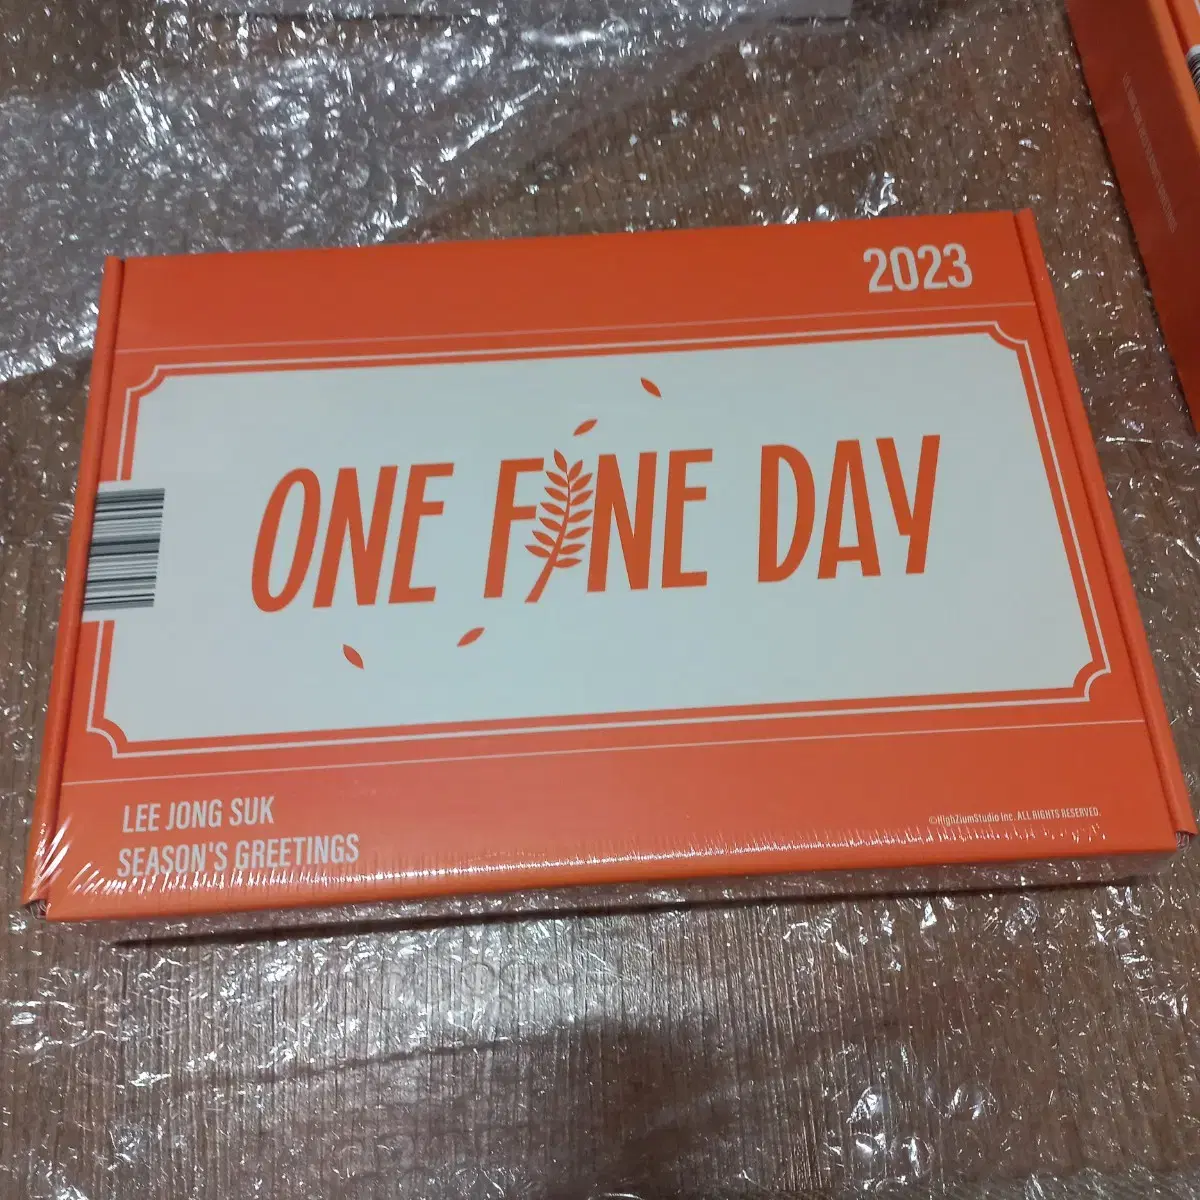 2023
ONE FINE DAY
LEE JONG SUK
SEASON'S GREETINGS
©HighZiumStudio Inc. ALL RIGHTS RESERVED.